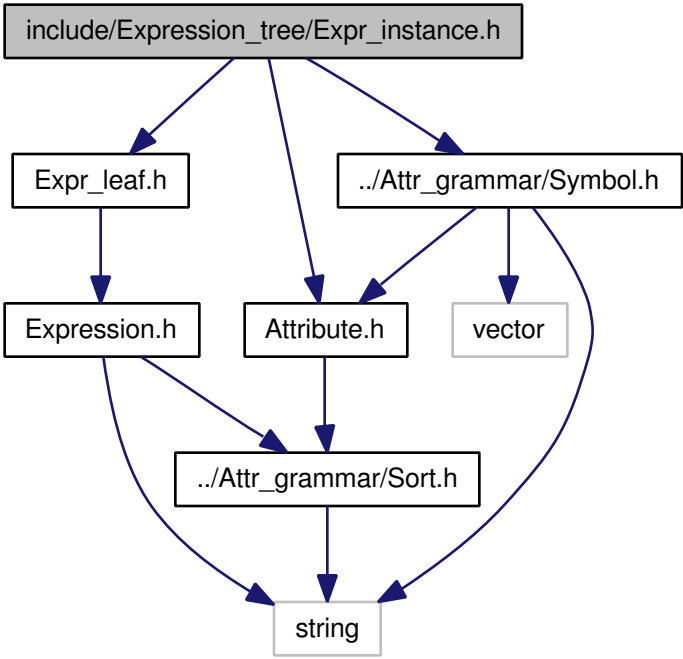 include/Expression_tree/Expr_instance.h
Expr_leaf.h
../Attr_grammar/Symbol.h
Expression.h
Attribute.h
vector
../Attr_grammar/Sort.h
string